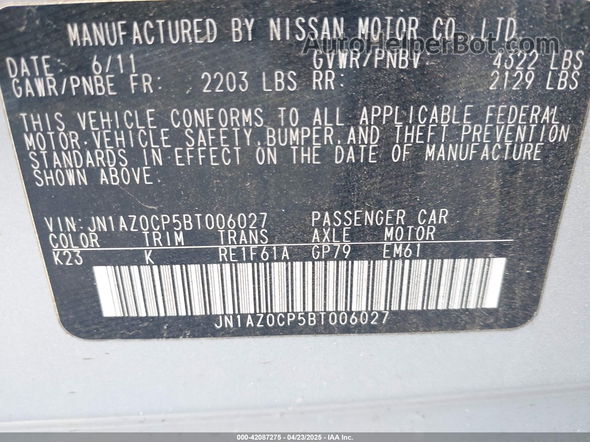 MANUFACTURED BY NISSAN MOTOR CO., LTD.
DATE: 6/11 GVWR/PNBV: 4322 LBS
GAWR/PNBE FR: 2203 LBS RR: 2129 LBS
THIS VEHICLE CONFORMS TO ALL APPLICABLE FEDERAL
MOTOR VEHICLE SAFETY, BUMPER, AND THEFT PREVENTION
STANDARDS IN EFFECT ON THE DATE OF MANUFACTURE
SHOWN ABOVE.
VIN: JN1AZ0CP5BT006027 PASSENGER CAR
COLOR TRIM TRANS AXLE MOTOR
K23 K RE1F61A GP79 EM61
JN1AZ0CP5BT006027
AutoHelperBot.com
000-42087275 - 04/23/2025 - IAA Inc.